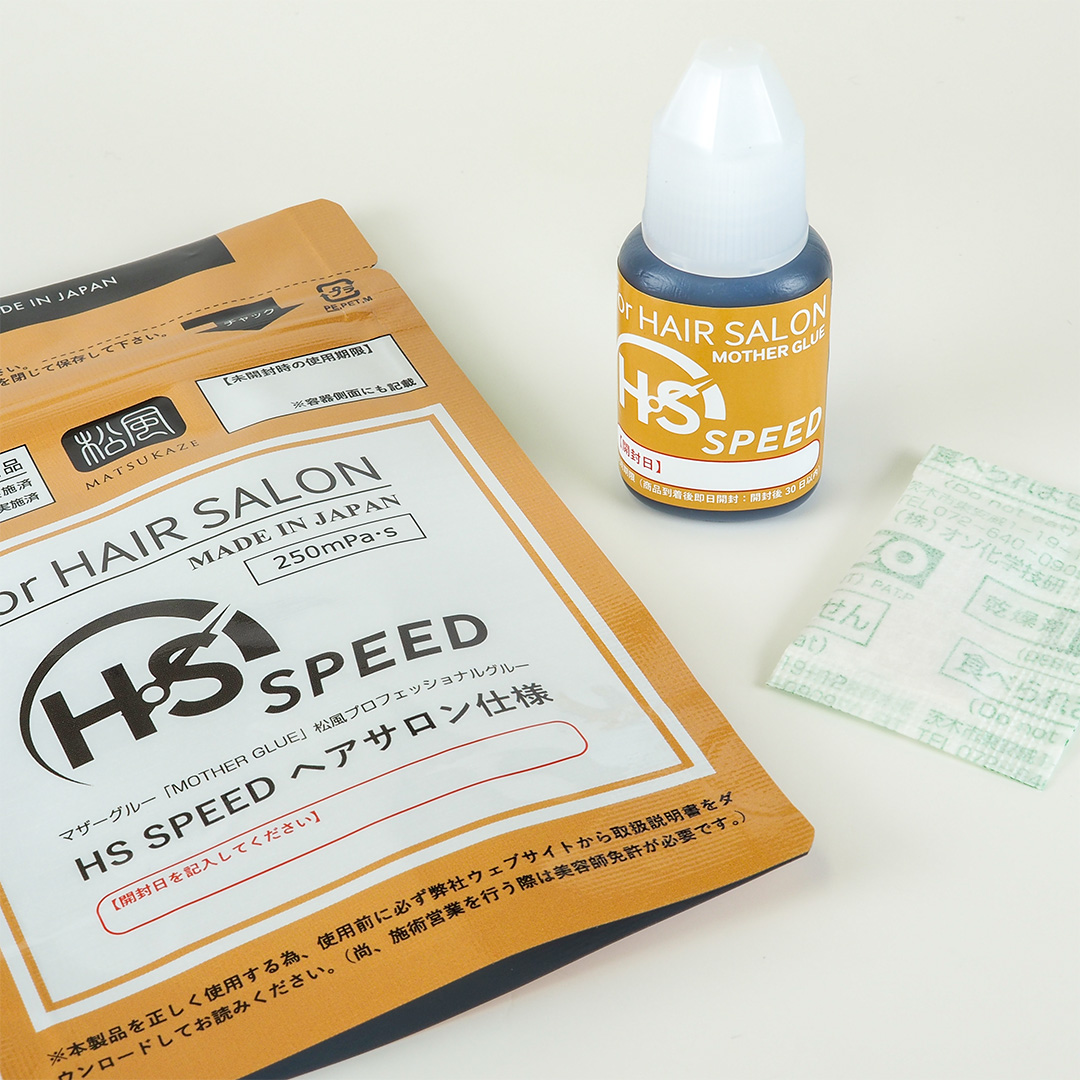 DE IN JAPAN
チャック
PE,PET,M
い。
を閉じて保存して下さい。
【未開封時の使用期限】
※容器側面にも記載
松風
MATSUKAZE
品
施済
実施済
or HAIR SALON
MADE IN JAPAN
250mPa·s
HS SPEED
マザーグルー「MOTHER GLUE」松風プロフェッショナルグルー
HS SPEED ヘアサロン仕様
【開封日を記入してください】
※本製品を正しく使用する為、使用前に必ず弊社ウェブサイトから取扱説明書をダ
ウンロードしてお読みください。（尚、施術営業を行う際は美容師免許が必要です。）
or HAIR SALON
MOTHER GLUE
HS SPEED
【開封日】
（商品到着後即日開封：開封後30日以内
(Do not eat
640-090
(株)オゾ化学技研
PAT.P
せん
乾燥
食べ
(Do not
茨木市